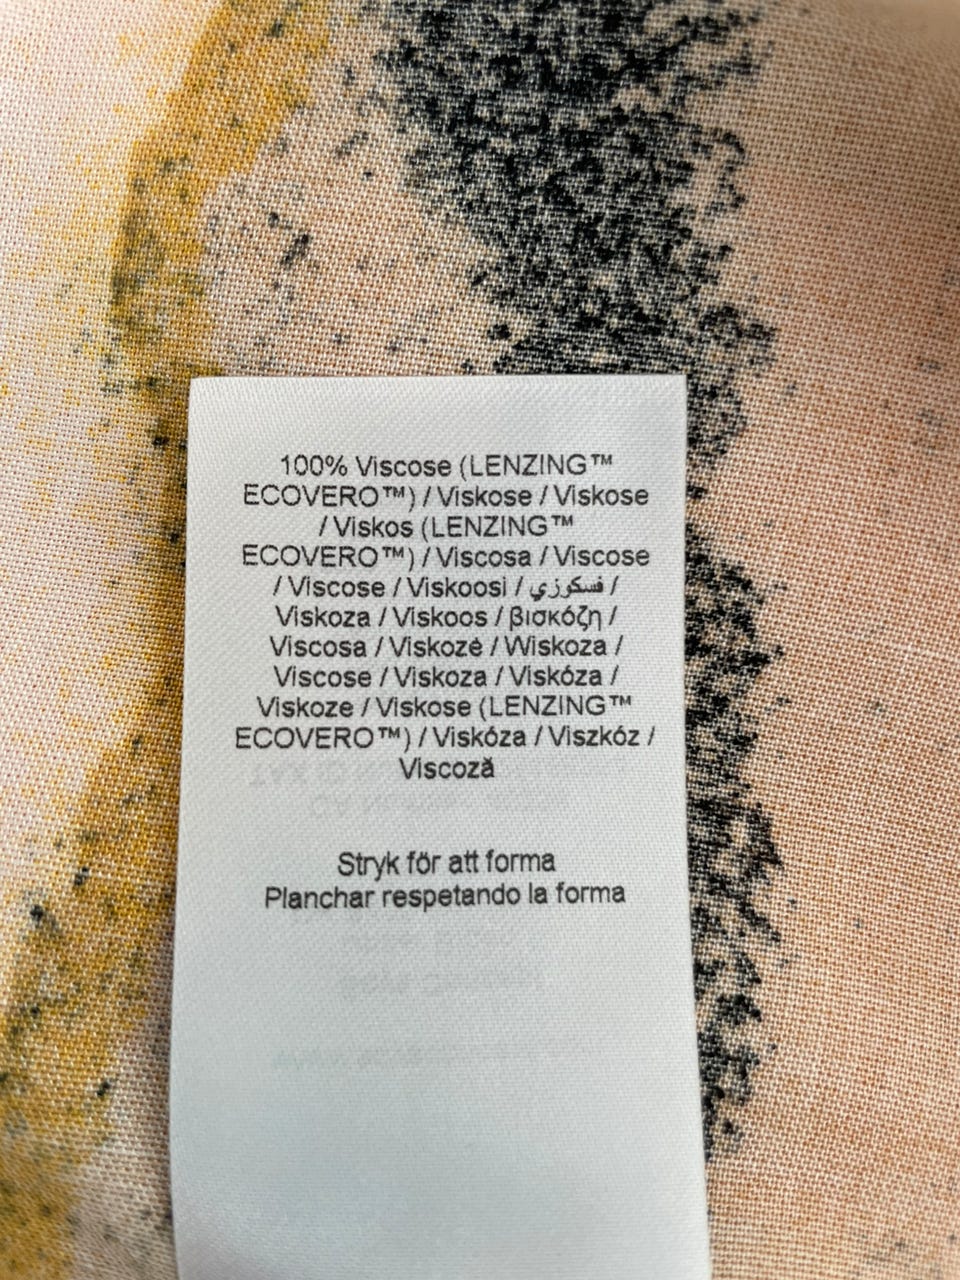 100% Viscose (LENZING™
ECOVERO™) / Viskose / Viskose
/ Viskos (LENZING™
ECOVERO™) / Viscosa / Viscose
/ Viscose / Viskoosi / فسكوزي /
Viskoza / Viskoos / βισκόζη /
Viscosa / Viskozė / Wiskoza /
Viscose / Viskoza / Viskóza /
Viskoze / Viskose (LENZING™
ECOVERO™) / Viskóza / Viszkóz /
Viscoză
Stryk för att forma
Planchar respetando la forma